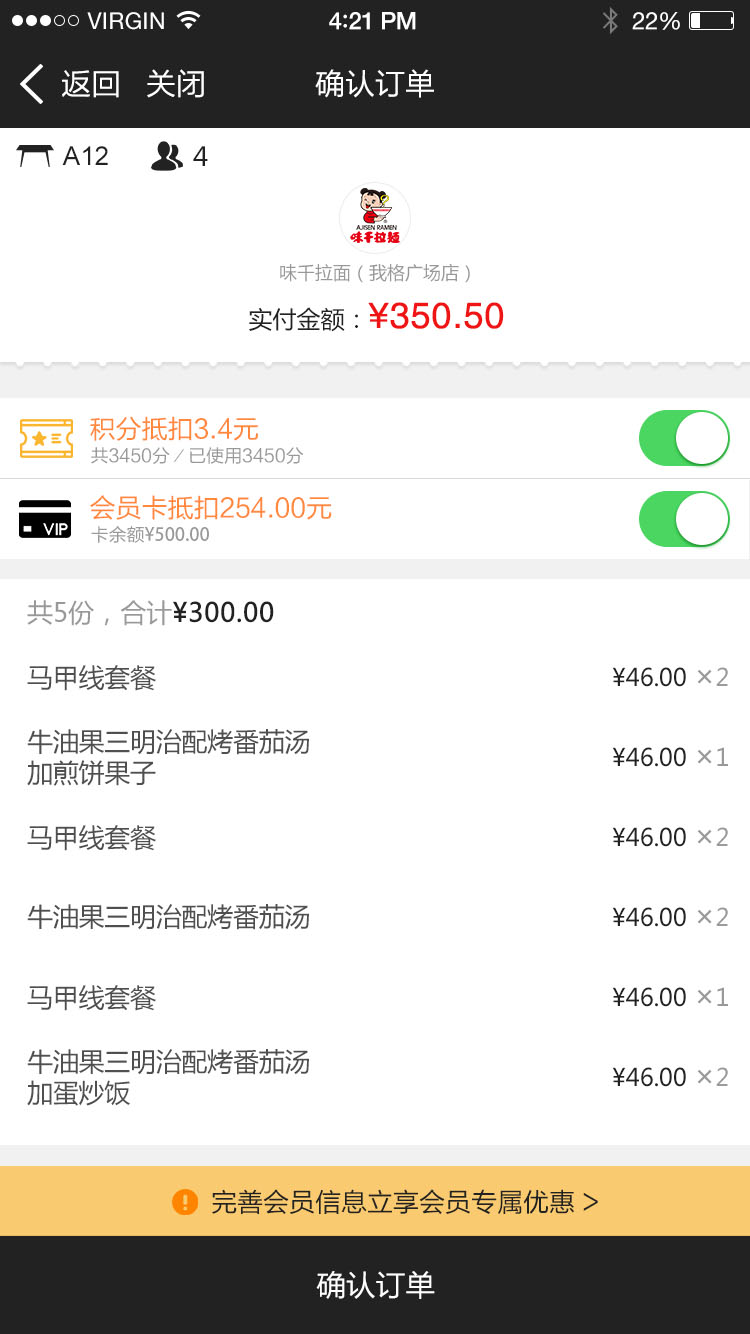 VIRGIN
4:21 PM
22%
返回 关闭 确认订单
A12 4
AJISEN RAMEN
味千拉麺
味千拉面（我格广场店）
实付金额：¥350.50
积分抵扣3.4元
共3450分／已使用3450分
VIP
会员卡抵扣254.00元
卡余额¥500.00
共5份，合计¥300.00
马甲线套餐 ¥46.00 ×2
牛油果三明治配烤番茄汤
加煎饼果子 ¥46.00 ×1
马甲线套餐 ¥46.00 ×2
牛油果三明治配烤番茄汤 ¥46.00 ×2
马甲线套餐 ¥46.00 ×1
牛油果三明治配烤番茄汤
加蛋炒饭 ¥46.00 ×2
完善会员信息立享会员专属优惠 >
确认订单